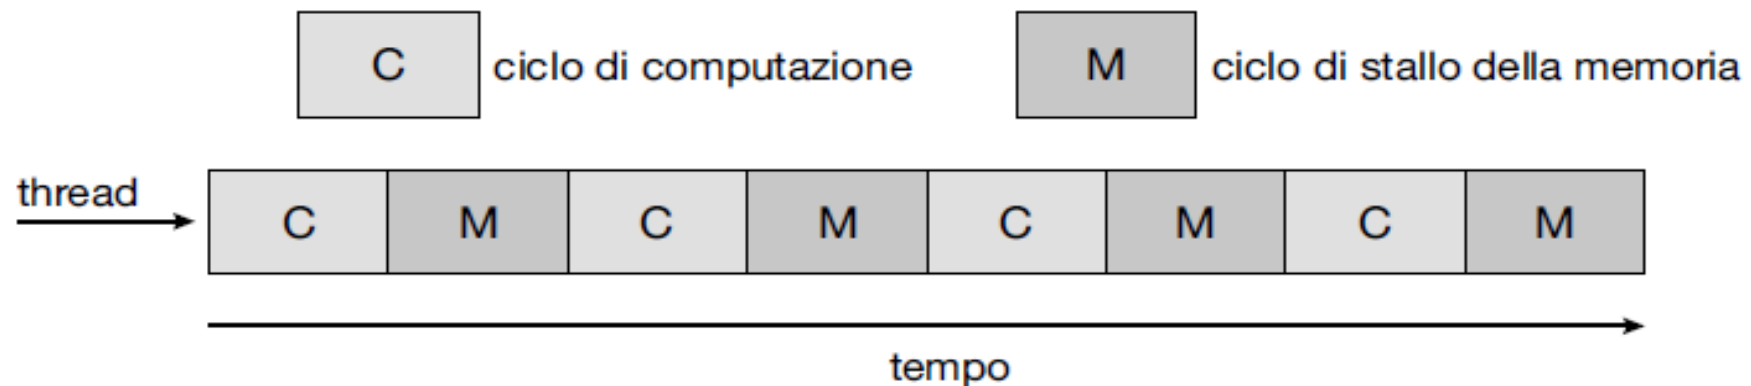 C ciclo di computazione M ciclo di stallo della memoria
thread
C M C M C M C M
tempo